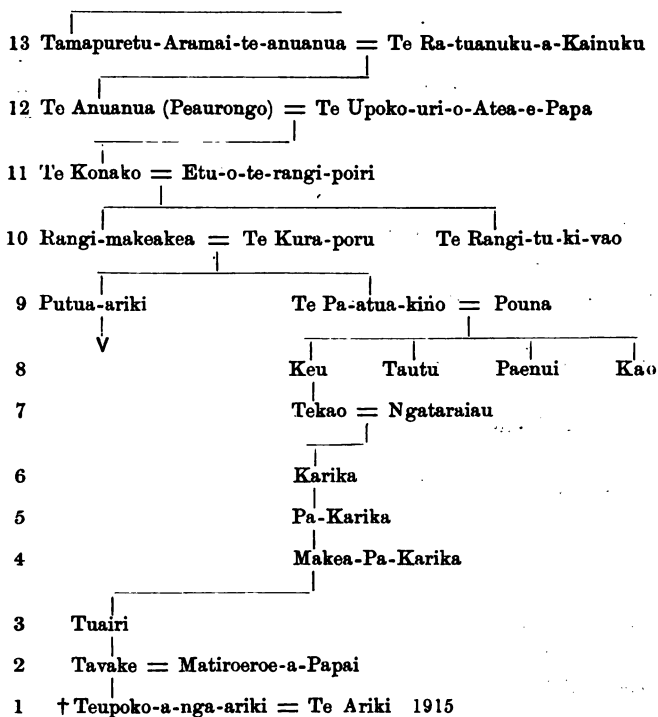 13 Tamapuretu-Aramai-te-anuanua = Te Ra-tuanuku-a-Kainuku
12 Te Anuanua (Peaurongo) = Te Upoko-uri-o-Atea-e-Papa
11 Te Konako = Etu-o-te-rangi-poiri
10 Rangi-makeakea = Te Kura-poru Te Rangi-tu-ki-vao
9 Putua-ariki Te Pa-atua-kino = Pouna
8 Keu Tautu Paenui Kao
7 Tekao = Ngataraiau
6 Karika
5 Pa-Karika
4 Makea-Pa-Karika
3 Tuairi
2 Tavake = Matiroeroe-a-Papai
1 † Teupoko-a-nga-ariki = Te Ariki 1915